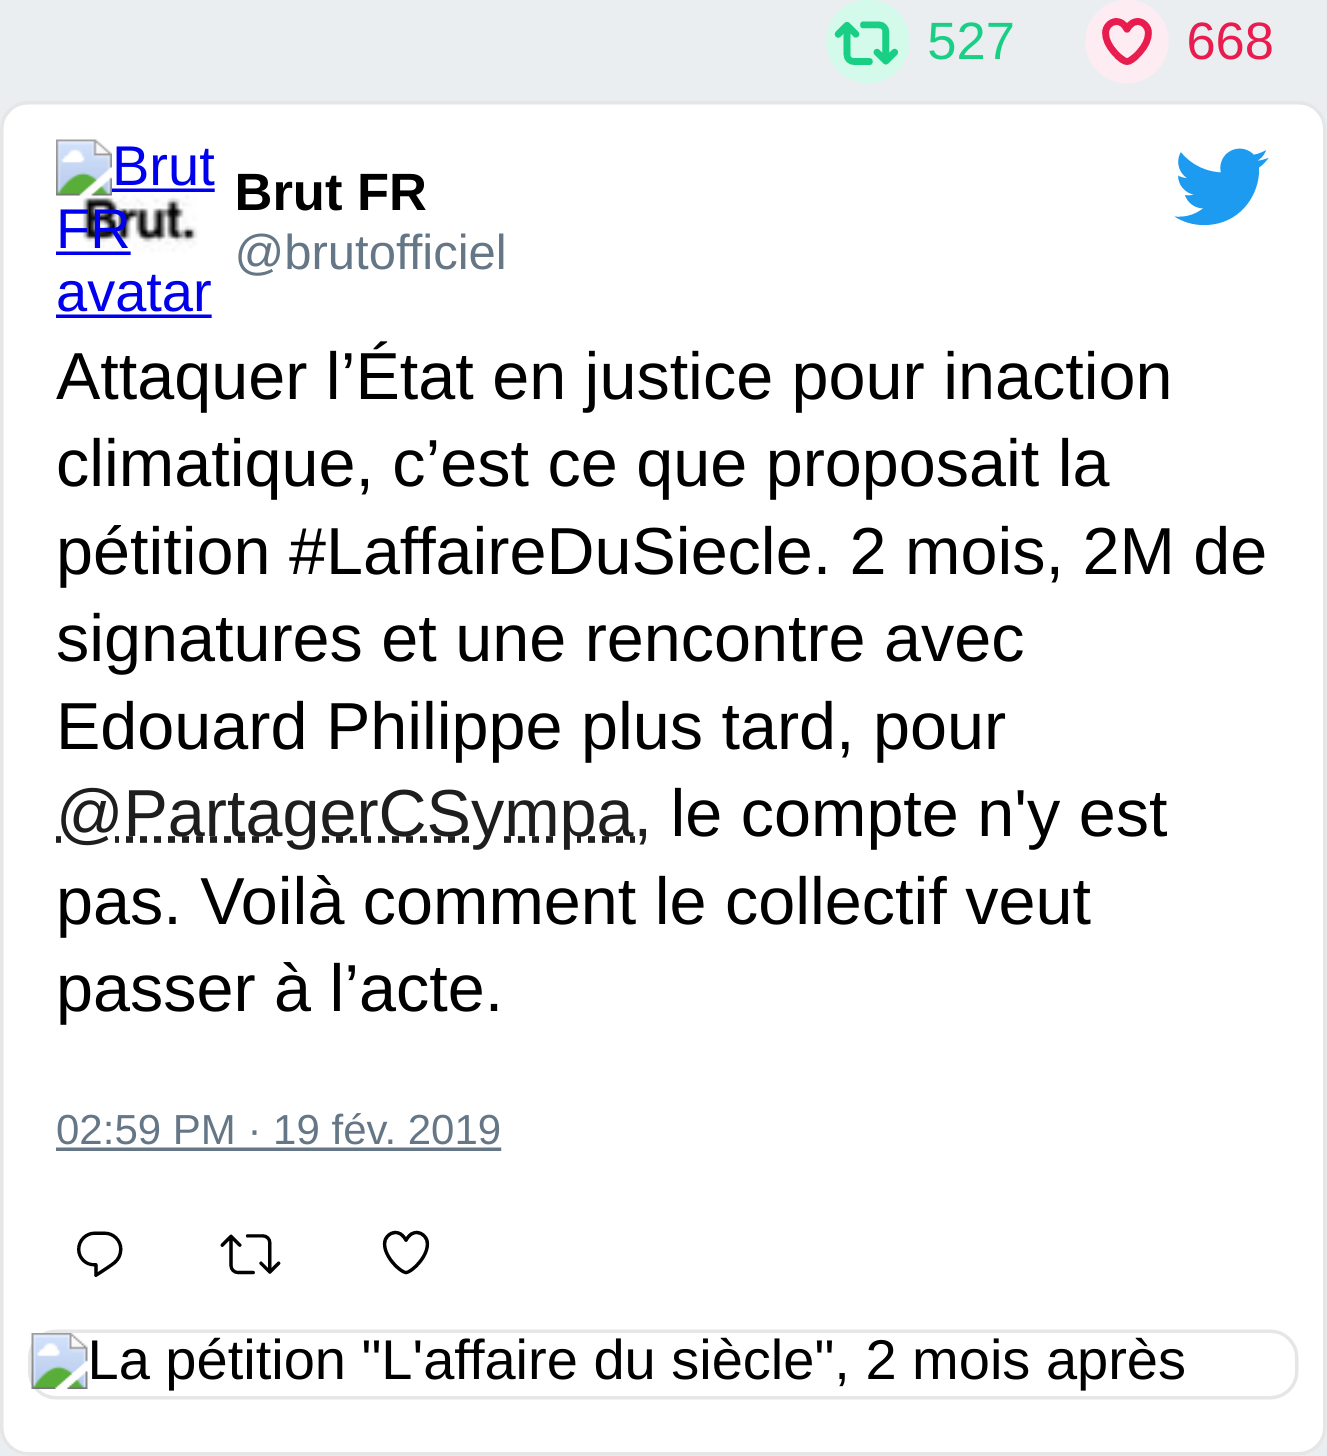 527 668
Brut
FR
Brut.
avatar
Brut FR
@brutofficiel
Attaquer l’État en justice pour inaction
climatique, c’est ce que proposait la
pétition #LaffaireDuSiecle. 2 mois, 2M de
signatures et une rencontre avec
Edouard Philippe plus tard, pour
@PartagerCSympa, le compte n'y est
pas. Voilà comment le collectif veut
passer à l’acte.
02:59 PM · 19 fév. 2019
La pétition "L'affaire du siècle", 2 mois après